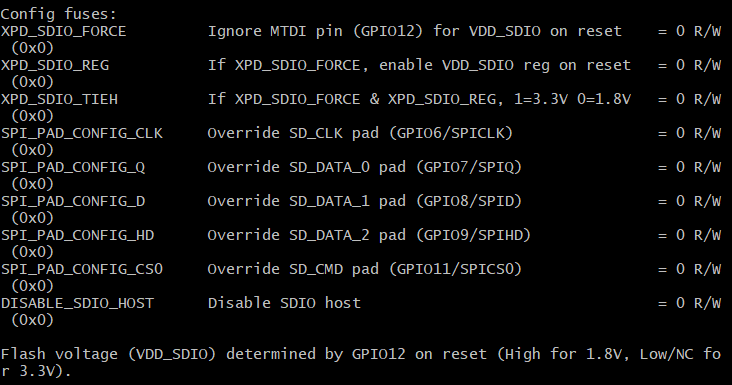 Config fuses:
XPD_SDIO_FORCE Ignore MTDI pin (GPIO12) for VDD_SDIO on reset = 0 R/W
(0x0)
XPD_SDIO_REG If XPD_SDIO_FORCE, enable VDD_SDIO reg on reset = 0 R/W
(0x0)
XPD_SDIO_TIEH If XPD_SDIO_FORCE & XPD_SDIO_REG, 1=3.3V 0=1.8V = 0 R/W
(0x0)
SPI_PAD_CONFIG_CLK Override SD_CLK pad (GPIO6/SPICLK) = 0 R/W
(0x0)
SPI_PAD_CONFIG_Q Override SD_DATA_0 pad (GPIO7/SPIQ) = 0 R/W
(0x0)
SPI_PAD_CONFIG_D Override SD_DATA_1 pad (GPIO8/SPID) = 0 R/W
(0x0)
SPI_PAD_CONFIG_HD Override SD_DATA_2 pad (GPIO9/SPIHD) = 0 R/W
(0x0)
SPI_PAD_CONFIG_CS0 Override SD_CMD pad (GPIO11/SPICS0) = 0 R/W
(0x0)
DISABLE_SDIO_HOST Disable SDIO host = 0 R/W
(0x0)
Flash voltage (VDD_SDIO) determined by GPIO12 on reset (High for 1.8V, Low/NC fo
r 3.3V).